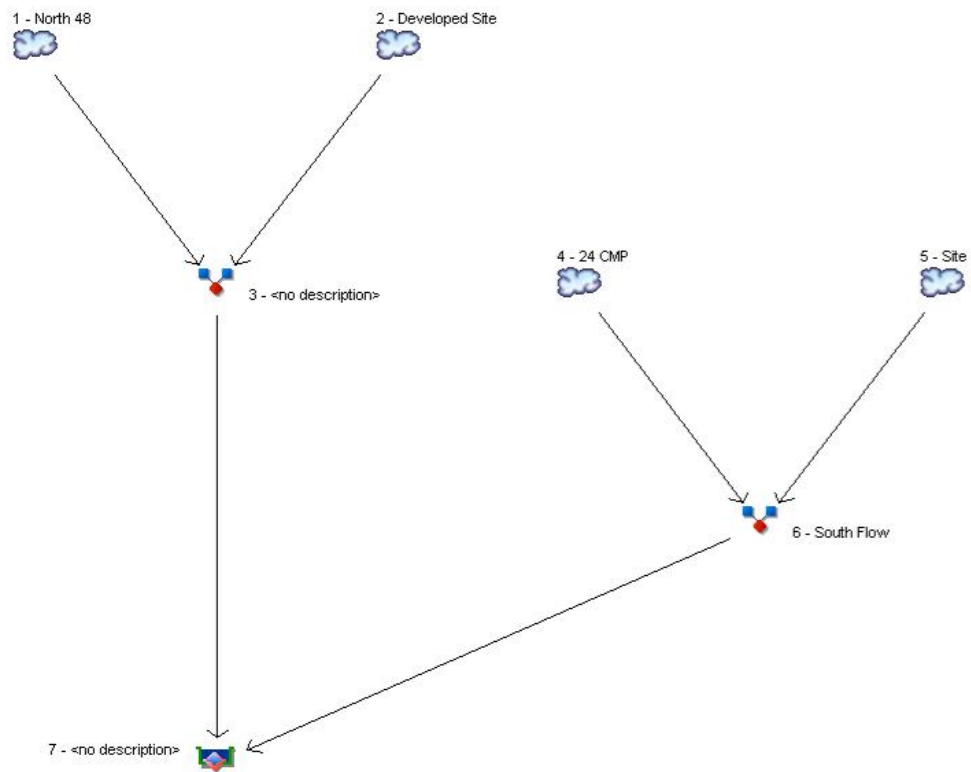 1 - North 48
2 - Developed Site
3 - <no description>
4 - 24 CMP
5 - Site
6 - South Flow
7 - <no description>